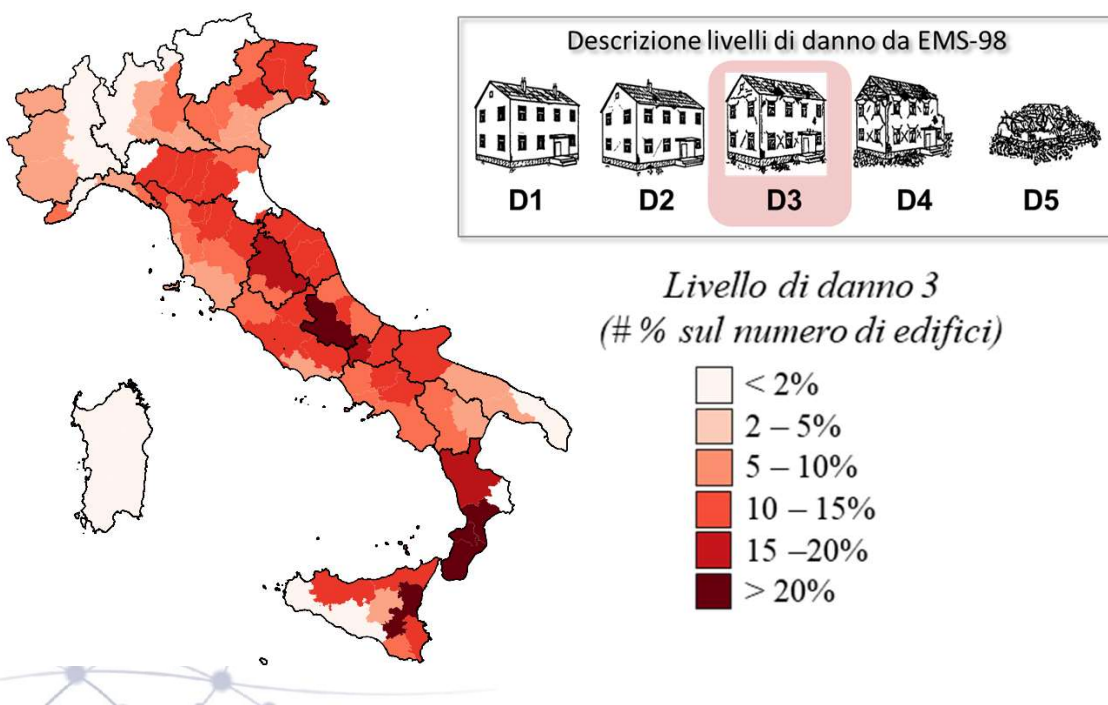 Descrizione livelli di danno da EMS-98
D1 D2 D3 D4 D5
Livello di danno 3
(# % sul numero di edifici)
< 2%
2 – 5%
5 – 10%
10 – 15%
15 –20%
> 20%